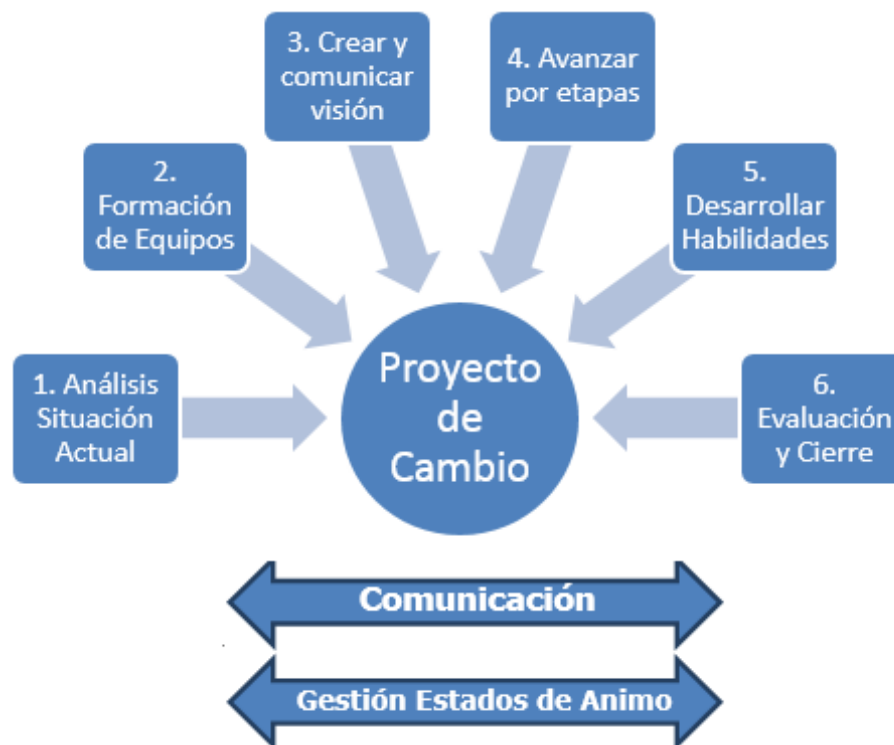 3. Crear y
comunicar
visión
4. Avanzar
por etapas
2.
Formación
de Equipos
5.
Desarrollar
Habilidades
1. Análisis
Situación
Actual
Proyecto
de
Cambio
6.
Evaluación
y Cierre
Comunicación
Gestión Estados de Animo